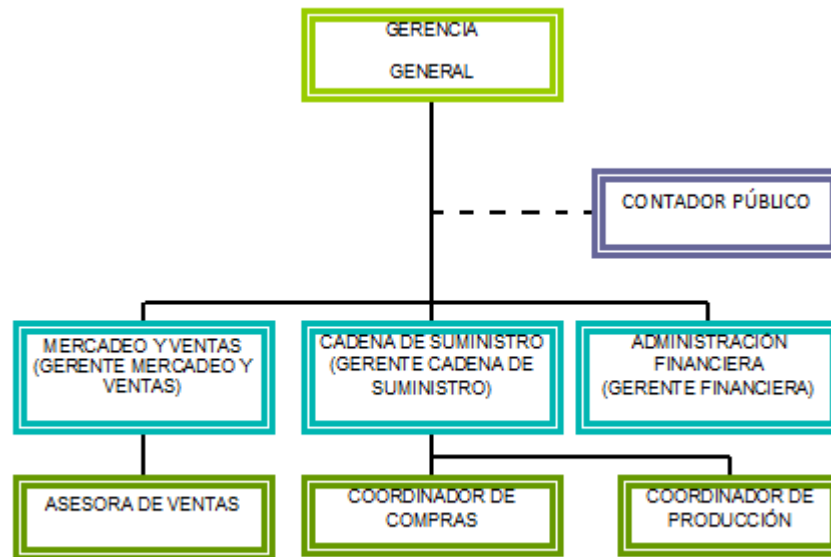 GERENCIA
GENERAL
CONTADOR PÚBLICO
MERCADEO Y VENTAS
(GERENTE MERCADEO Y
VENTAS)
CADENA DE SUMINISTRO
(GERENTE CADENA DE
SUMINISTRO)
ADMINISTRACIÓN
FINANCIERA
(GERENTE FINANCIERA)
ASESORA DE VENTAS
COORDINADOR DE
COMPRAS
COORDINADOR DE
PRODUCCIÓN